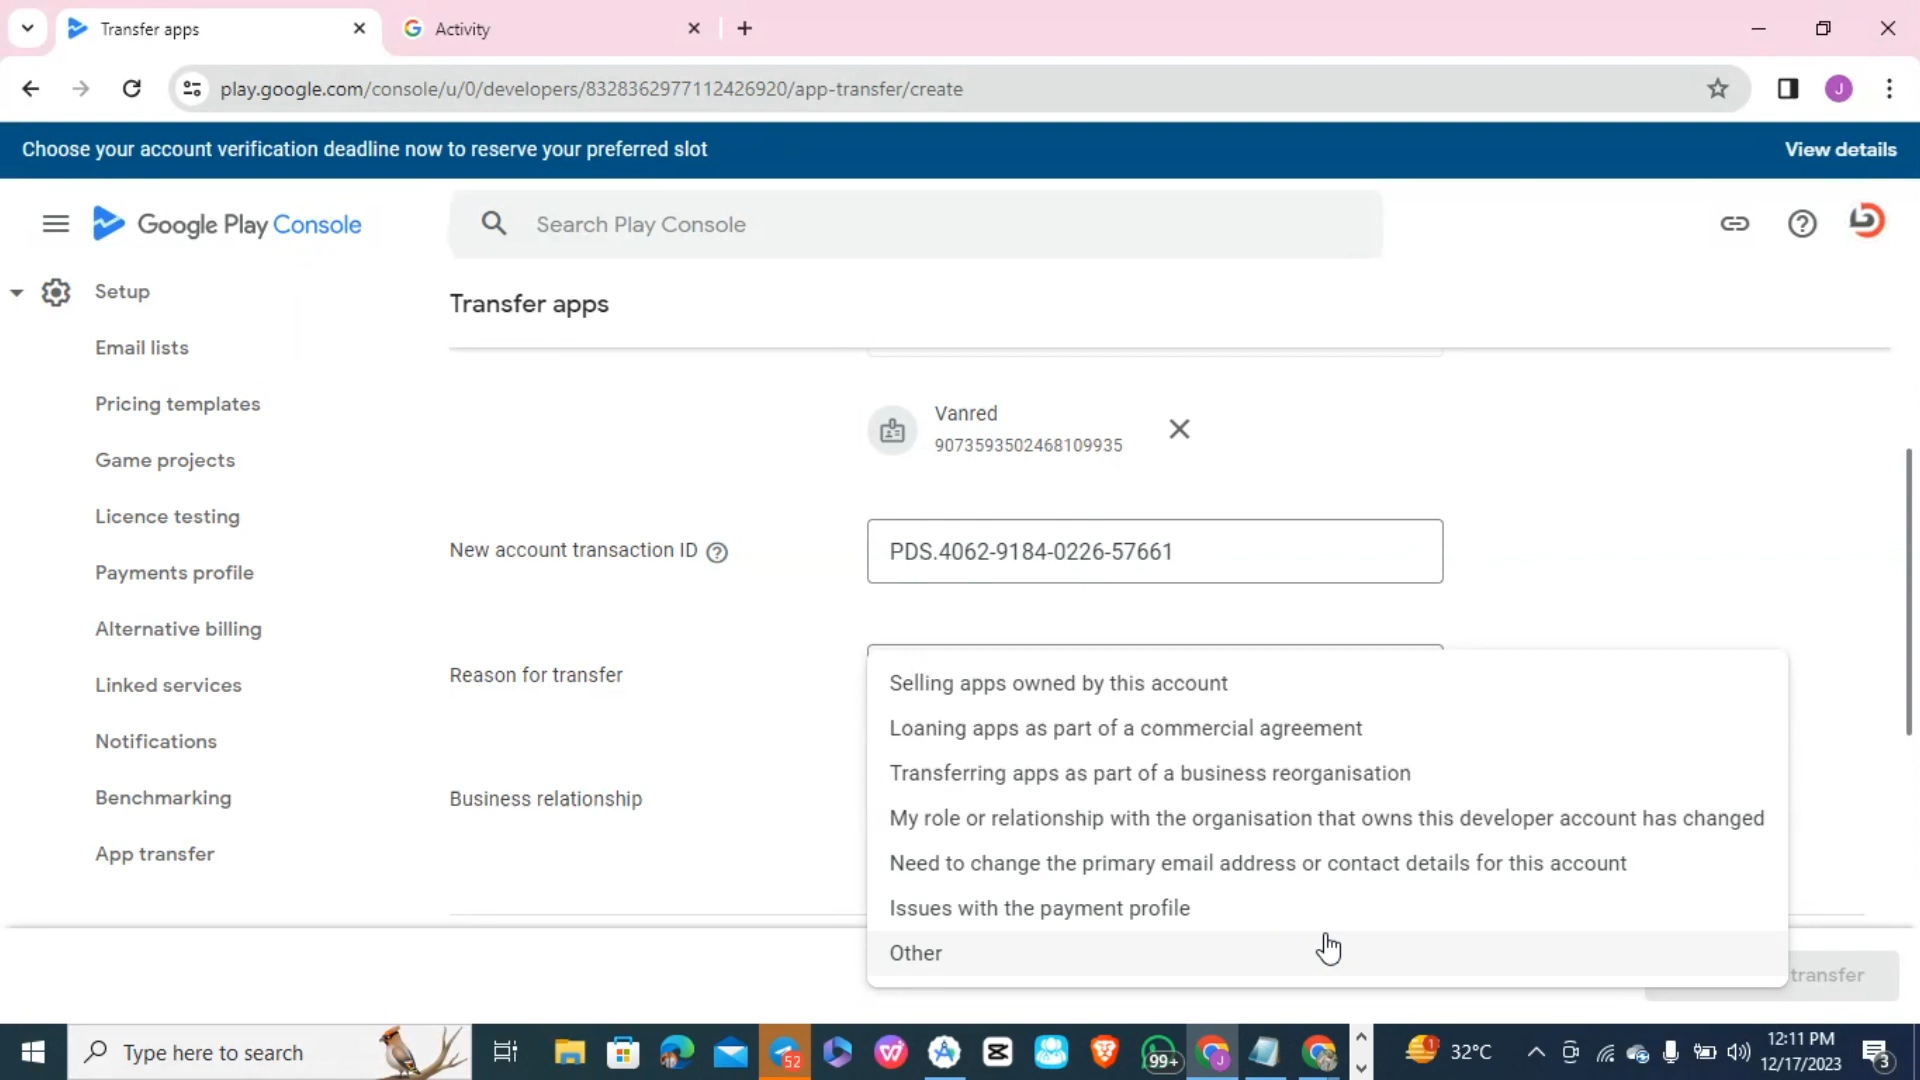 Transfer apps
Activity
play.google.com/console/u/0/developers/8328362977112426920/app-transfer/create
Choose your account verification deadline now to reserve your preferred slot
View details
Google Play Console
Search Play Console
Setup
Email lists
Pricing templates
Game projects
Licence testing
Payments profile
Alternative billing
Linked services
Notifications
Benchmarking
App transfer
Transfer apps
Vanred
9073593502468109935
New account transaction ID
PDS.4062-9184-0226-57661
Reason for transfer
Business relationship
Selling apps owned by this account
Loaning apps as part of a commercial agreement
Transferring apps as part of a business reorganisation
My role or relationship with the organisation that owns this developer account has changed
Need to change the primary email address or contact details for this account
Issues with the payment profile
Other
transfer
Type here to search
52
99+
J
32°C
12:11 PM
12/17/2023
3
J